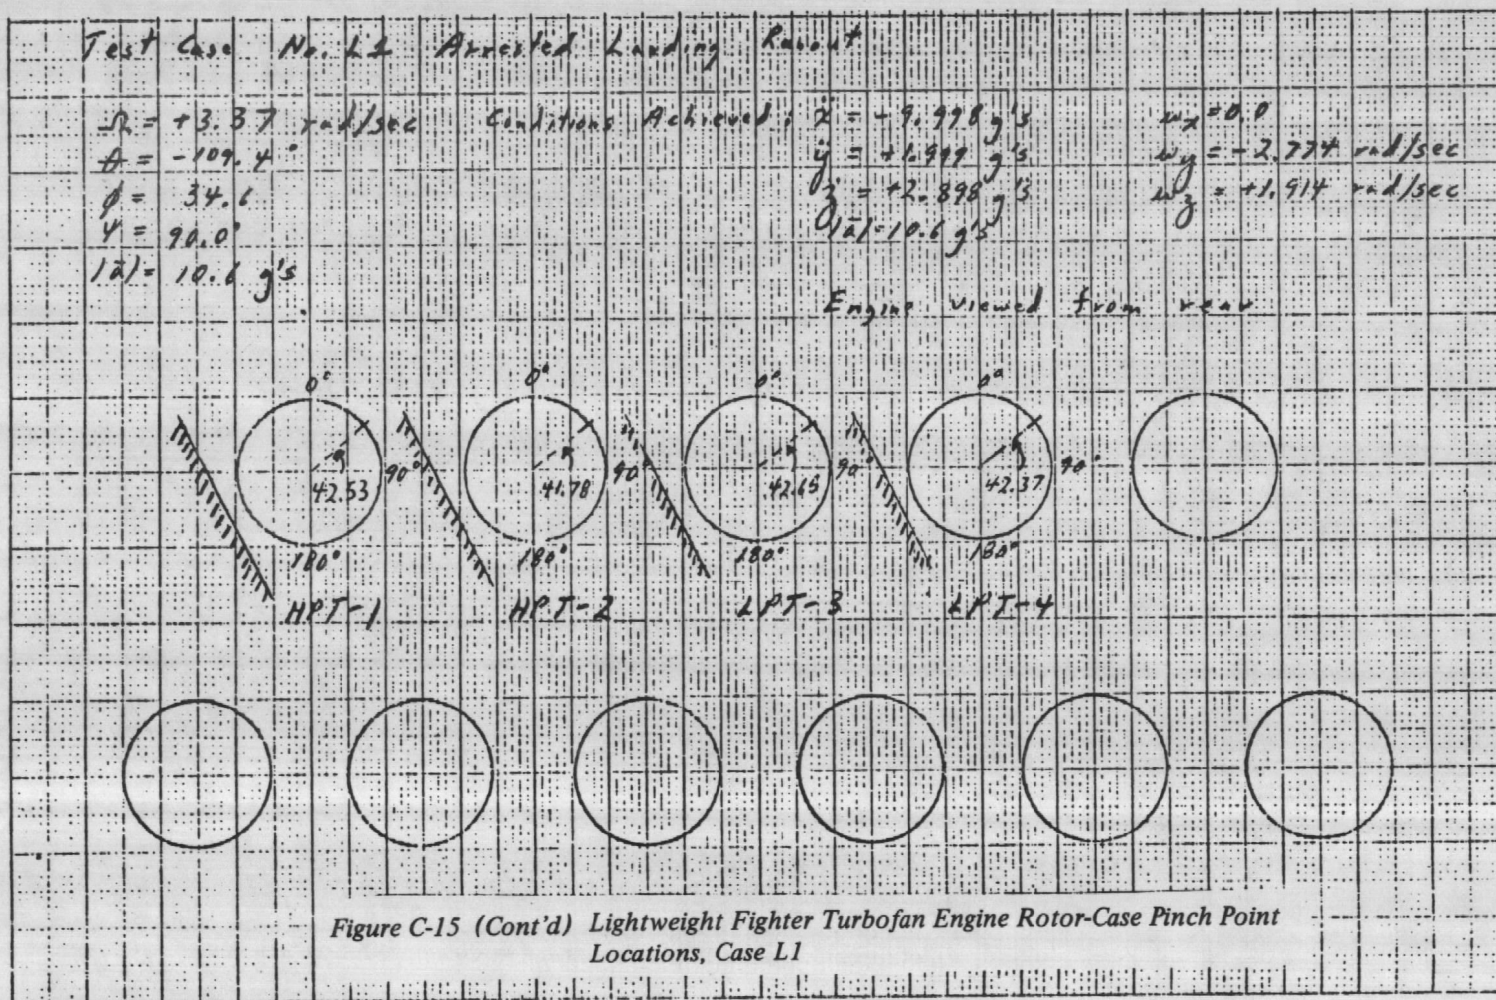 Test Case No. L1 Arrested Landing Runout
Ω = +3.37 rad/sec Conditions Achieved; ẍ = -9.998 g's ωx = 0.0
θ = -109.4° ÿ = +1.999 g's ωy = -2.774 rad/sec
φ = 34.6 z̈ = +2.898 g's ωz = +1.914 rad/sec
ψ = 90.0° |ā| = 10.6 g's
|ā| = 10.6 g's
Engine viewed from rear
0° 0° 0° 0°
90° 90° 90 90°
42.53 41.78 42.65 42.37
180° 180° 180° 180°
HPT-1 HPT-2 LPT-3 LPT-4
Figure C-15 (Cont'd) Lightweight Fighter Turbofan Engine Rotor-Case Pinch Point
Locations, Case L1